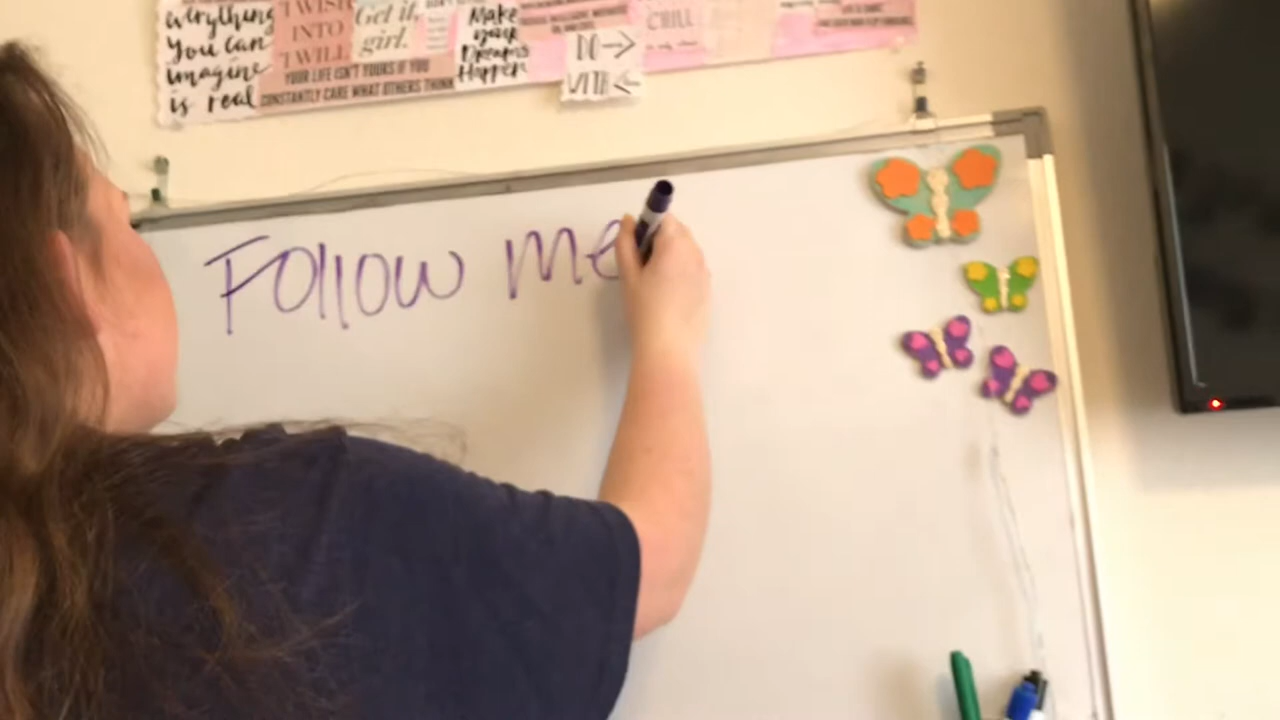 everything
you can
imagine
is real
"I WISH"
INTO
"I WILL"
Get it,
girl.
YOUR LIFE ISN'T YOURS IF YOU
CONSTANTLY CARE WHAT OTHERS THINK
Make
your
Dreams
Happen
DO →
WITH ←
CHILL
Follow me